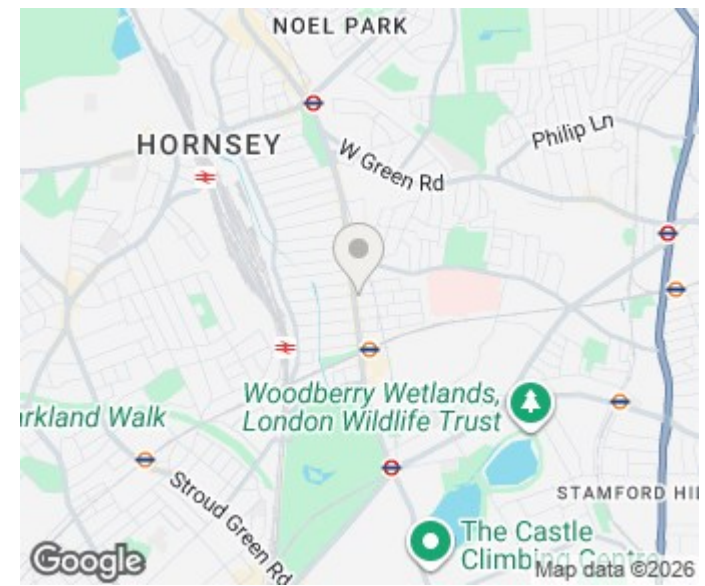 NOEL PARK
HORNSEY
W Green Rd
Philip Ln
Woodberry Wetlands,
London Wildlife Trust
rkland Walk
Stroud Green Rd
STAMFORD HI
The Castle
Climbing Centre
Google
Map data ©2026